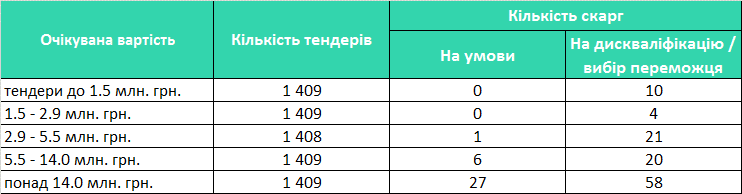 Очікувана вартість Кількість тендерів Кількість скарг
На умови На дискваліфікацію /
вибір переможця
тендери до 1.5 млн. грн. 1 409 0 10
1.5 - 2.9 млн. грн. 1 409 0 4
2.9 - 5.5 млн. грн. 1 408 1 21
5.5 - 14.0 млн. грн. 1 409 6 20
понад 14.0 млн. грн. 1 409 27 58